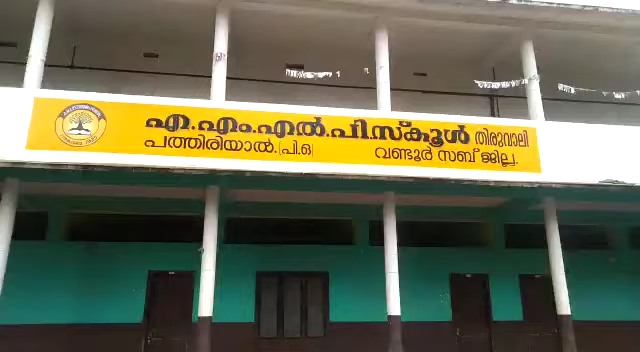 എ.എം.എൽ.പി.സ്കൂൾ തിരുവാലി
പത്തിരിയാൽ.(പി.ഒ) വണ്ടൂർ സബ് ജില്ല.